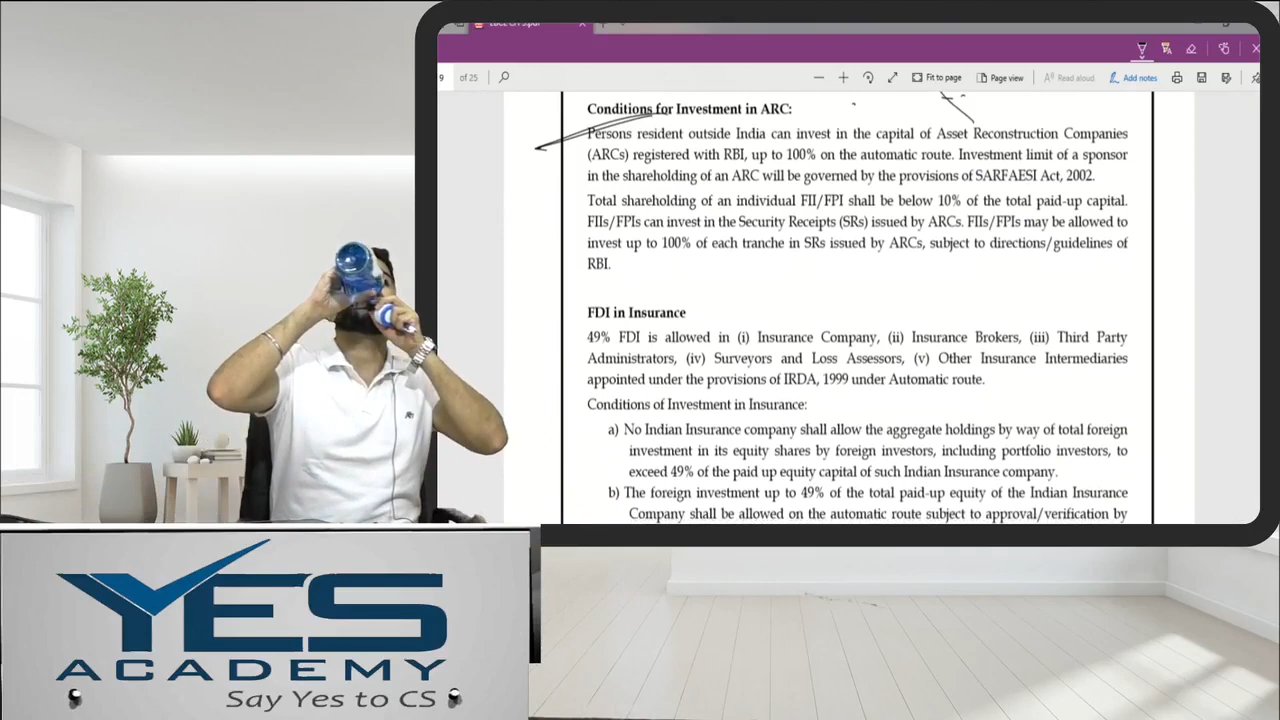 9 of 25
Fit to page
Page view
Read aloud
Add notes
Conditions for Investment in ARC:
Persons resident outside India can invest in the capital of Asset Reconstruction Companies
(ARCs) registered with RBI, up to 100% on the automatic route. Investment limit of a sponsor
in the shareholding of an ARC will be governed by the provisions of SARFAESI Act, 2002.
Total shareholding of an individual FII/FPI shall be below 10% of the total paid-up capital.
FIIs/FPIs can invest in the Security Receipts (SRs) issued by ARCs. FIIs/FPIs may be allowed to
invest up to 100% of each tranche in SRs issued by ARCs, subject to directions/guidelines of
RBI.
FDI in Insurance
49% FDI is allowed in (i) Insurance Company, (ii) Insurance Brokers, (iii) Third Party
Administrators, (iv) Surveyors and Loss Assessors, (v) Other Insurance Intermediaries
appointed under the provisions of IRDA, 1999 under Automatic route.
Conditions of Investment in Insurance:
a) No Indian Insurance company shall allow the aggregate holdings by way of total foreign
investment in its equity shares by foreign investors, including portfolio investors, to
exceed 49% of the paid up equity capital of such Indian Insurance company.
b) The foreign investment up to 49% of the total paid-up equity of the Indian Insurance
Company shall be allowed on the automatic route subject to approval/verification by
YES
ACADEMY
Say Yes to CS